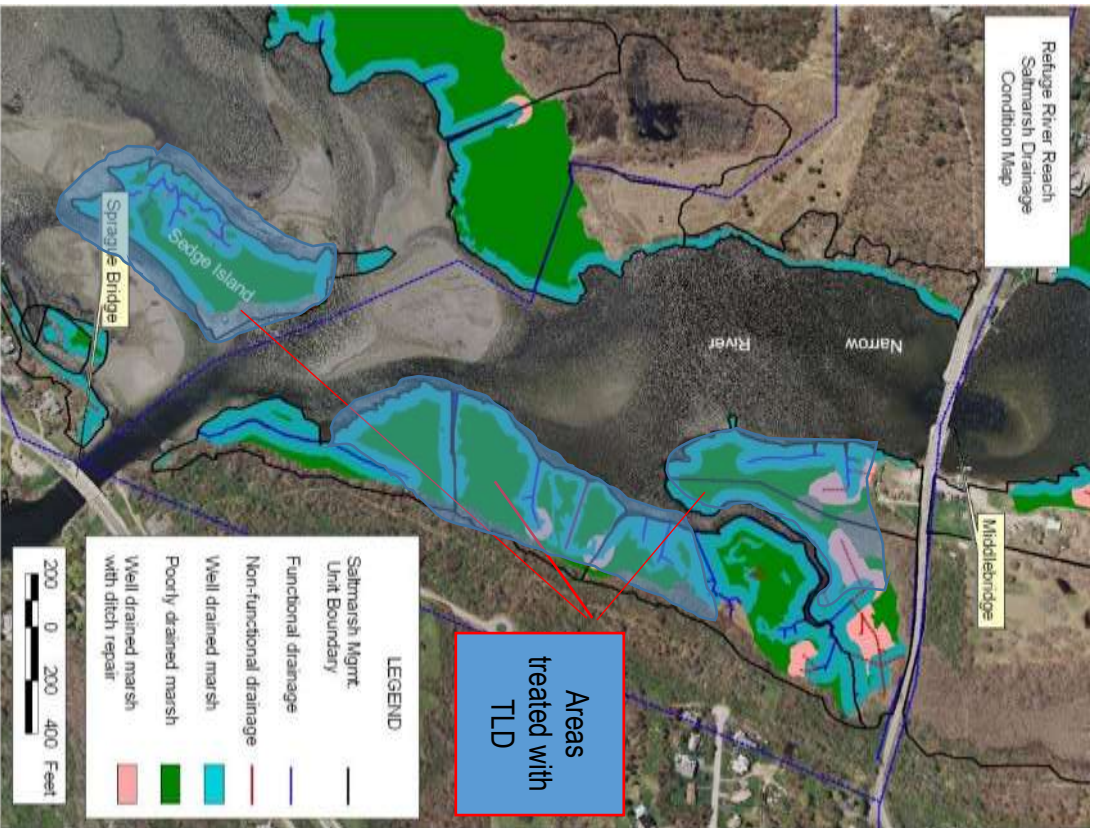 Refuge River Reach
Saltmarsh Drainage
Condition Map
Narrow
River
Middlebridge
Sedge Island
Sprague Bridge
Areas
treated with
TLD
LEGEND
Saltmarsh Mgmt.
Unit Boundary
Functional drainage
Non-functional drainage
Well drained marsh
Poorly drained marsh
Well drained marsh
with ditch repair
200 0 200 400 Feet